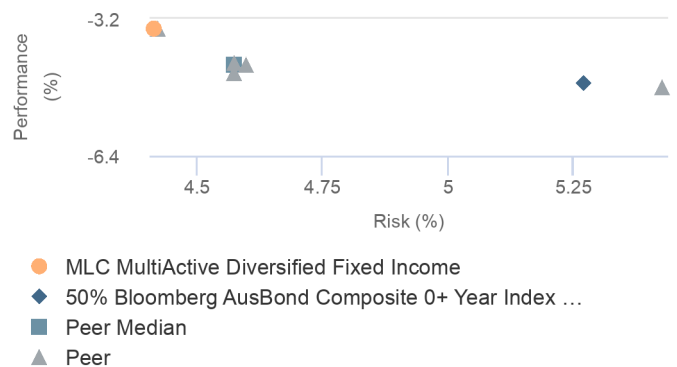 -3.2
Performance
(%)
-6.4
4.5 4.75 5 5.25
Risk (%)
MLC MultiActive Diversified Fixed Income
50% Bloomberg AusBond Composite 0+ Year Index ...
Peer Median
Peer